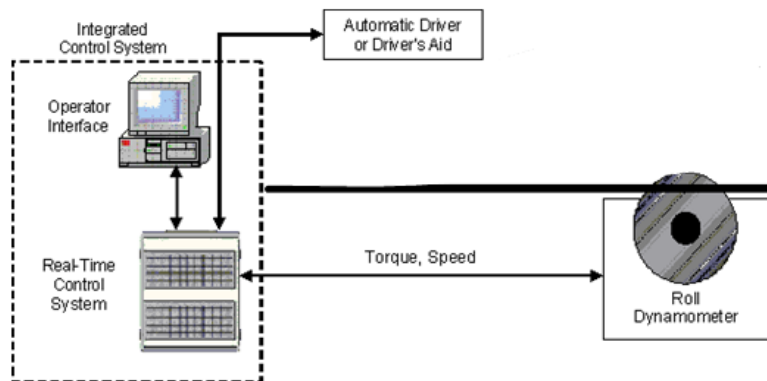 Integrated
Control System
Automatic Driver
or Driver's Aid
Operator
Interface
Real-Time
Control
System
Torque, Speed
Roll
Dynamometer